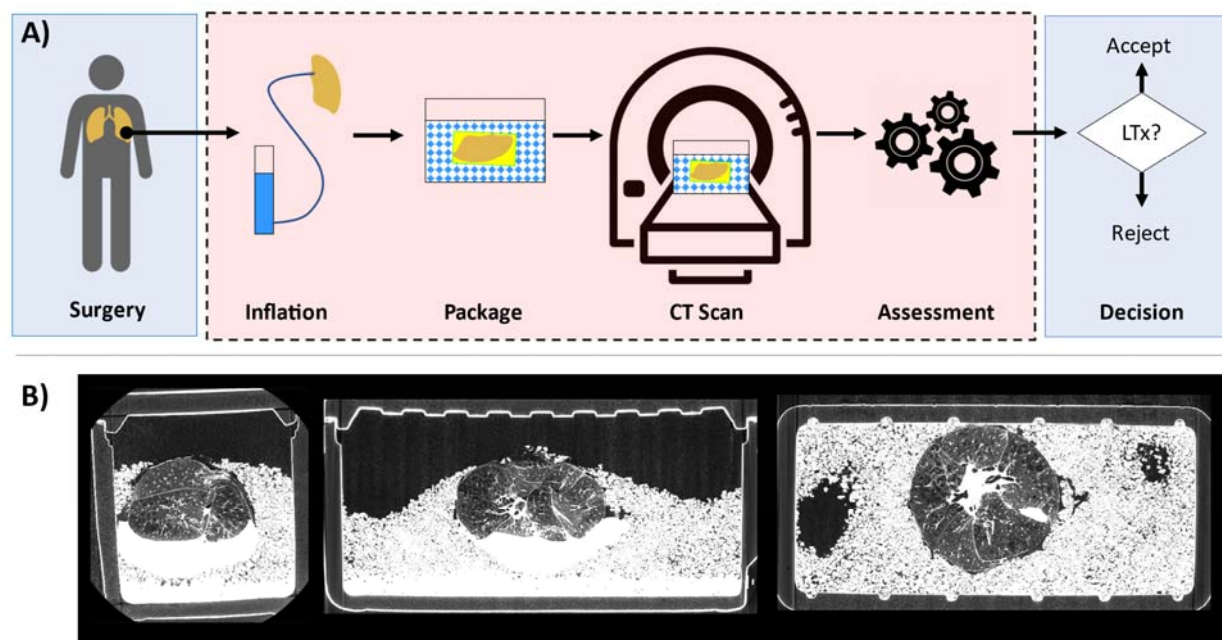 A)
Accept
LTx?
Reject
Surgery
Inflation
Package
CT Scan
Assessment
Decision
B)